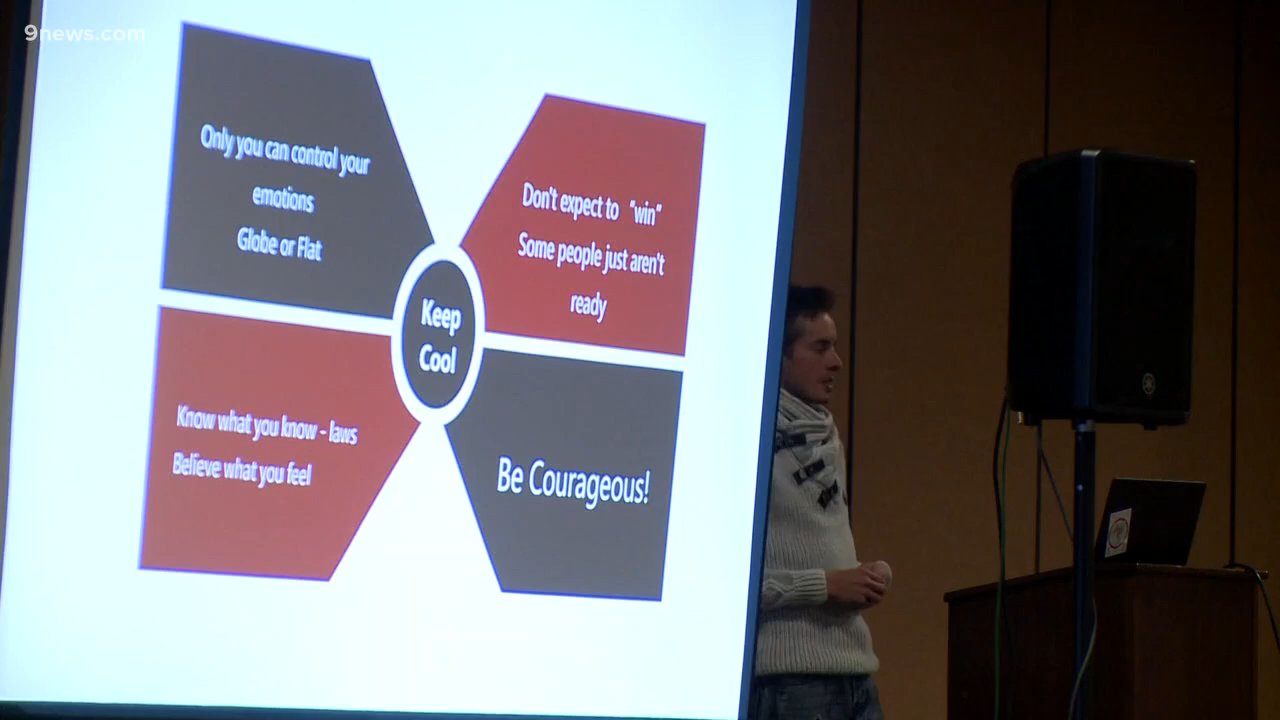 9news.com
Only you can control your
emotions
Globe or Flat
Don't expect to "win"
Some people just aren't
ready
Keep
Cool
Know what you know – laws
Believe what you feel
Be Courageous!